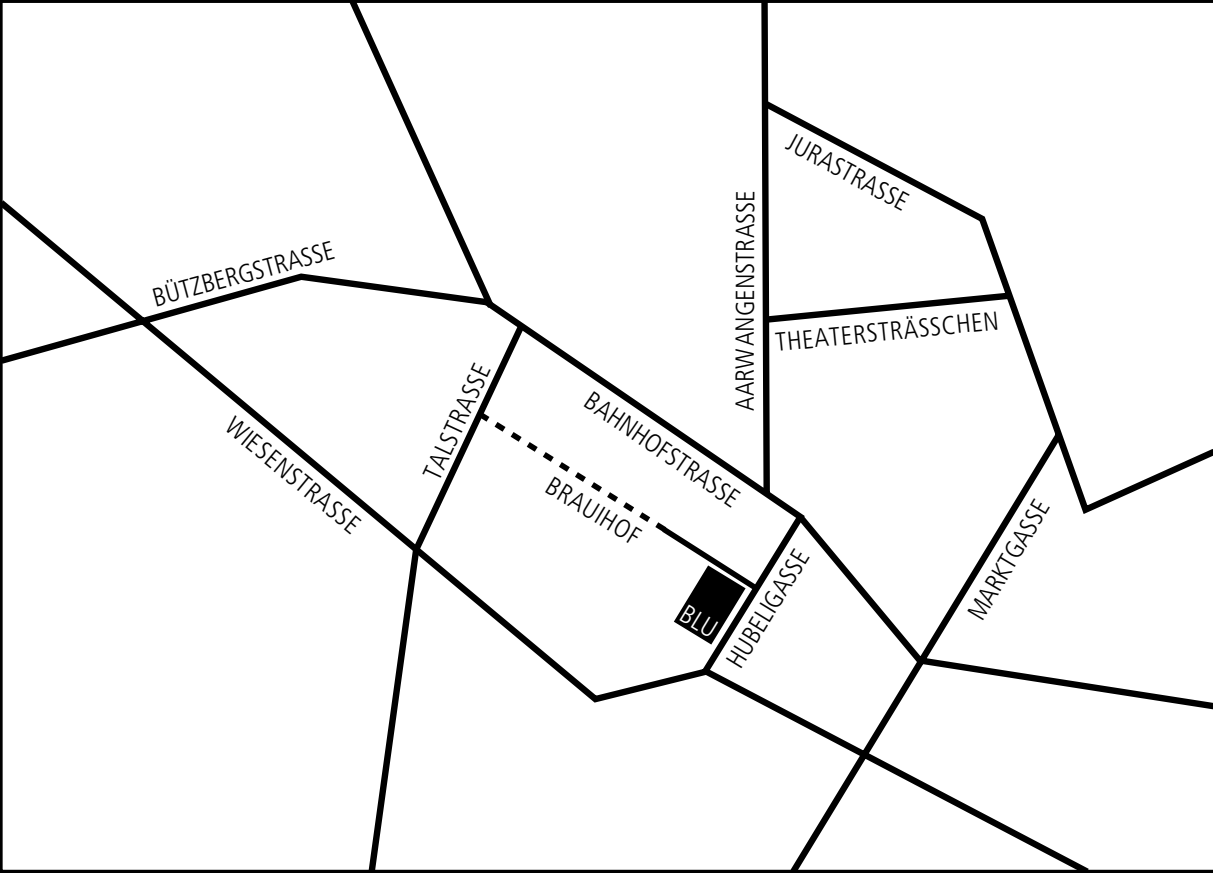 JURASTRASSE
AARWANGENSTRASSE
BÜTZBERGSTRASSE
THEATERSTRÄSSCHEN
TALSTRASSE
BAHNHOFSTRASSE
WIESENSTRASSE
BRAUIHOF
MARKTGASSE
HUBELIGASSE
BLU